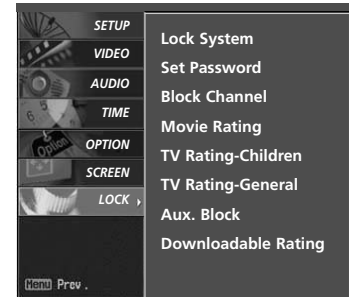 SETUP
VIDEO
AUDIO
TIME
OPTION
SCREEN
LOCK
Lock System
Set Password
Block Channel
Movie Rating
TV Rating-Children
TV Rating-General
Aux. Block
Downloadable Rating
Option
Menu Prev.